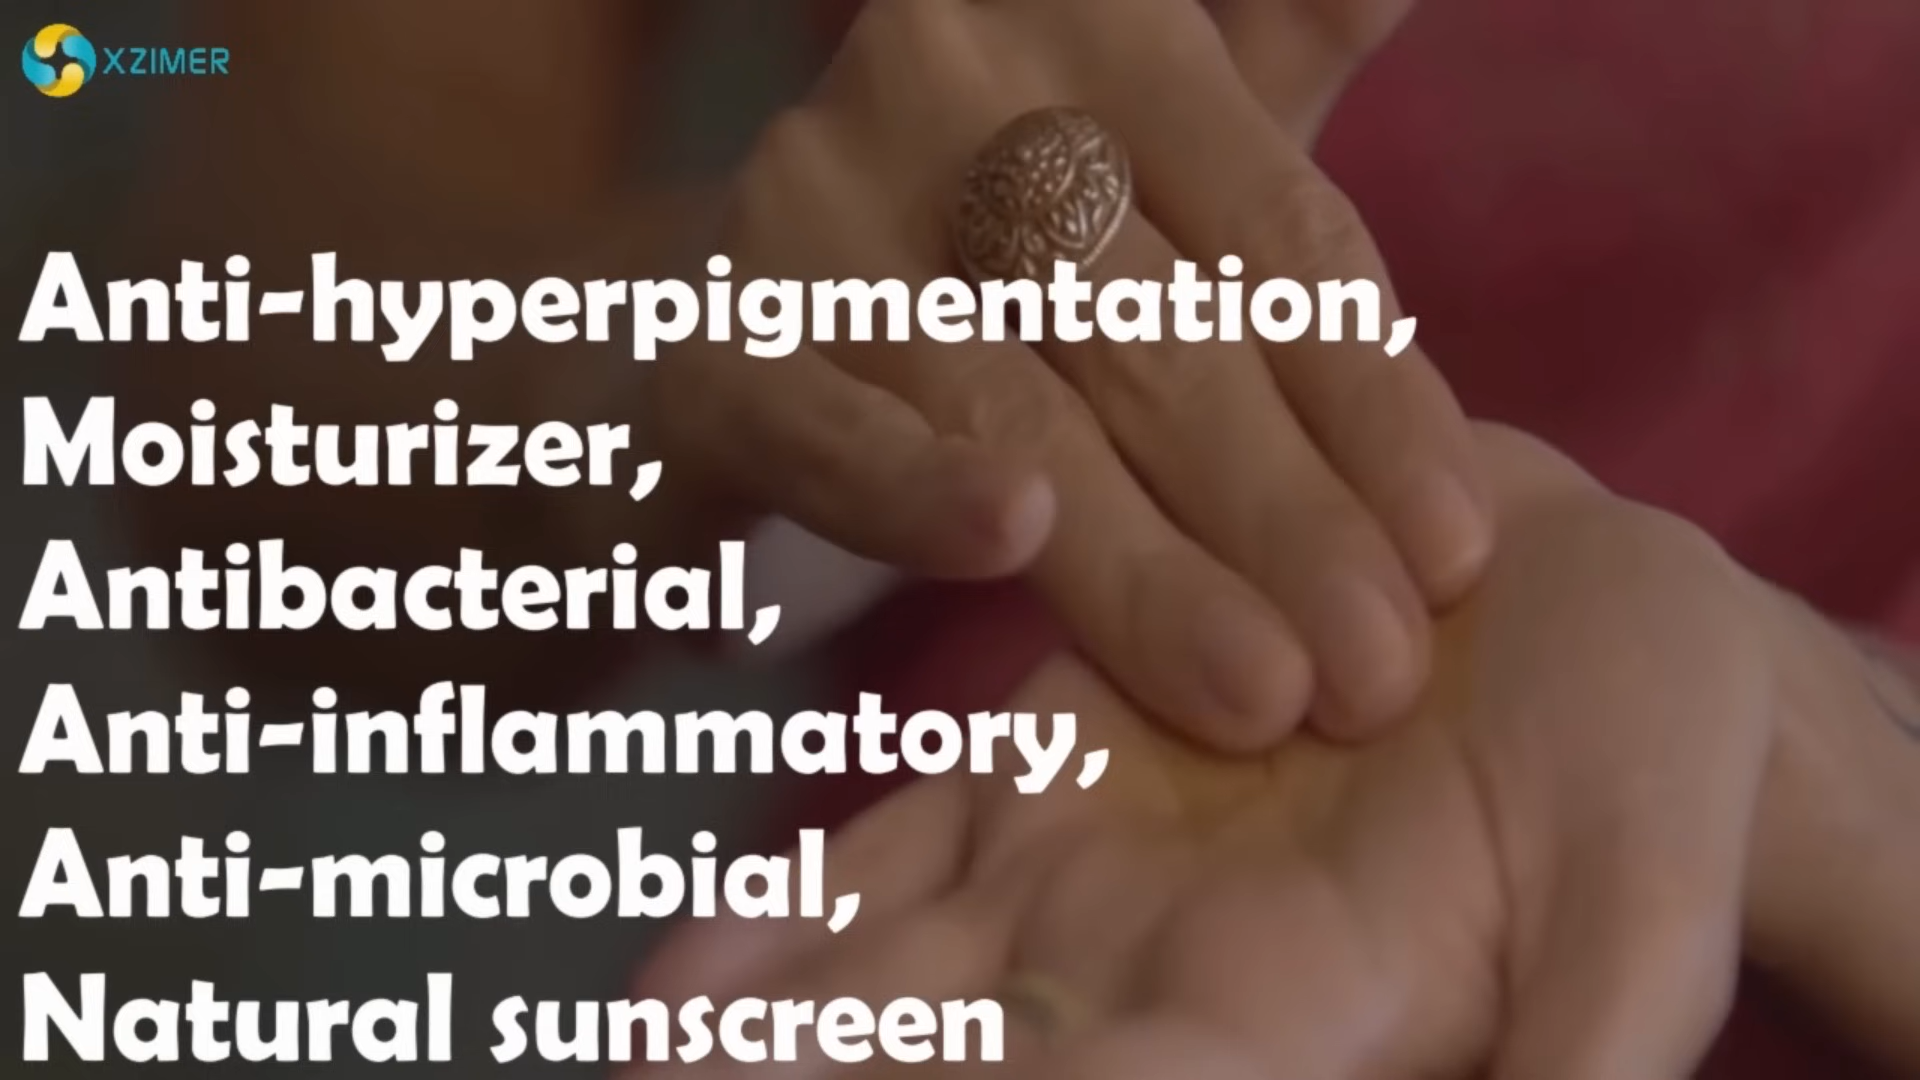 XZIMER
Anti-hyperpigmentation,
Moisturizer,
Antibacterial,
Anti-inflammatory,
Anti-microbial,
Natural sunscreen